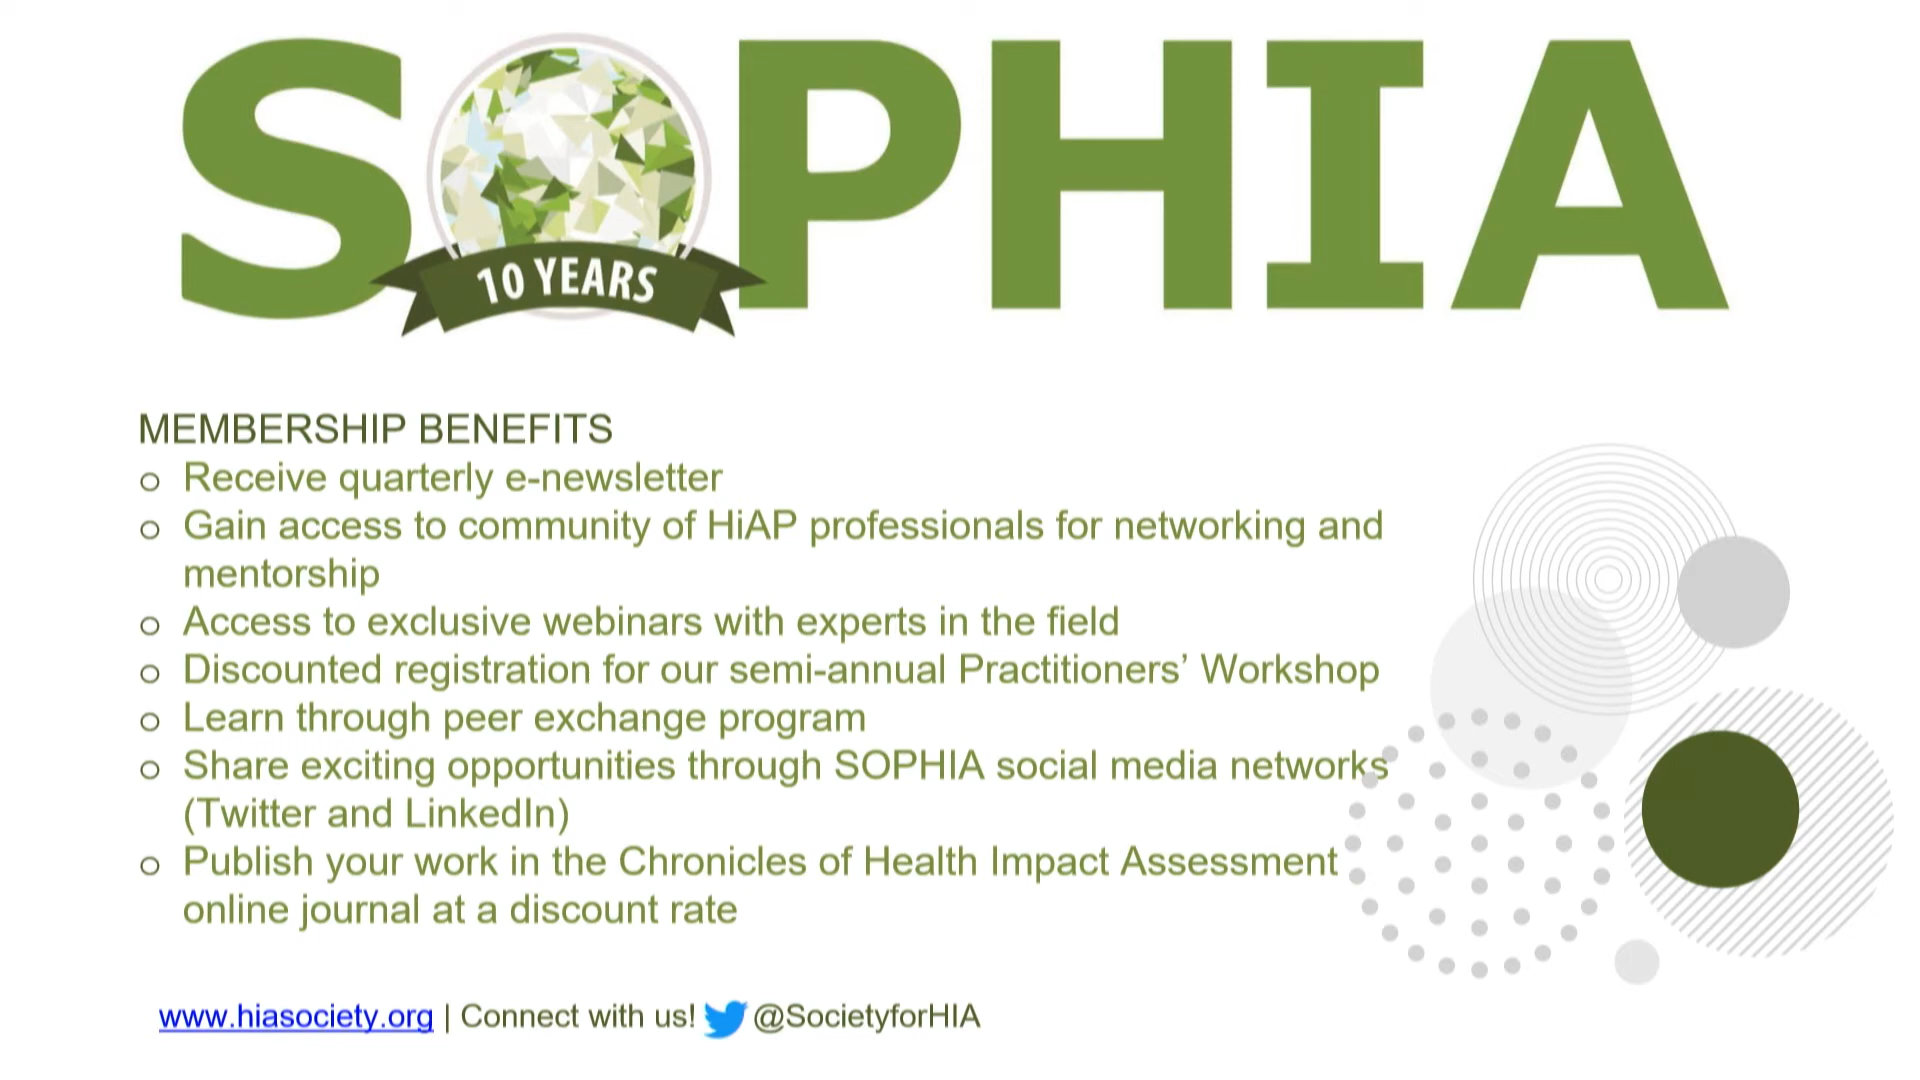 SOPHIA
10 YEARS
MEMBERSHIP BENEFITS
o Receive quarterly e-newsletter
o Gain access to community of HiAP professionals for networking and
mentorship
o Access to exclusive webinars with experts in the field
o Discounted registration for our semi-annual Practitioners’ Workshop
o Learn through peer exchange program
o Share exciting opportunities through SOPHIA social media networks
(Twitter and LinkedIn)
o Publish your work in the Chronicles of Health Impact Assessment
online journal at a discount rate
www.hiasociety.org | Connect with us! @SocietyforHIA